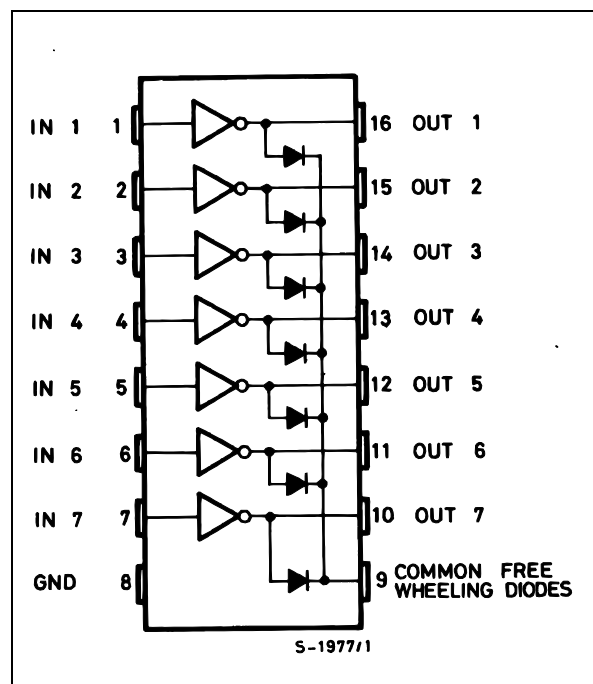 IN 1 1 16 OUT 1
IN 2 2 15 OUT 2
IN 3 3 14 OUT 3
IN 4 4 13 OUT 4
IN 5 5 12 OUT 5
IN 6 6 11 OUT 6
IN 7 7 10 OUT 7
GND 8 9 COMMON FREE
WHEELING DIODES
S-1977/1